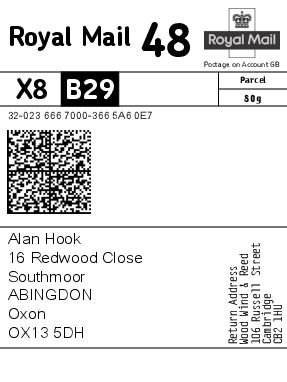 Royal Mail 48
Royal Mail
Postage on Account GB
X8 B29
Parcel
80g
32-023 666 7000-366 5A6 0E7
Alan Hook
16 Redwood Close
Southmoor
ABINGDON
Oxon
OX13 5DH
Return Address
Wood Wind & Reed
106 Russell Street
Cambridge
CB2 1HU